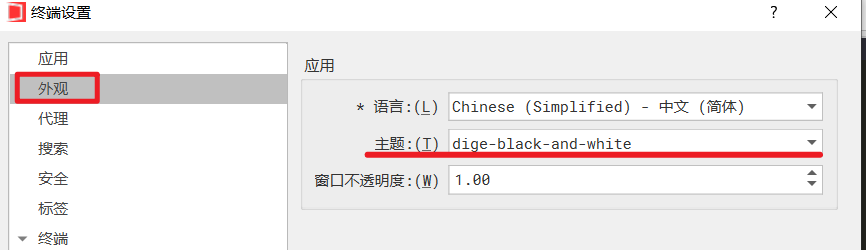 终端设置
应用
外观
代理
搜索
安全
标签
终端
应用
* 语言:(L) Chinese (Simplified) - 中文 (简体)
主题:(T) dige-black-and-white
窗口不透明度:(W) 1.00